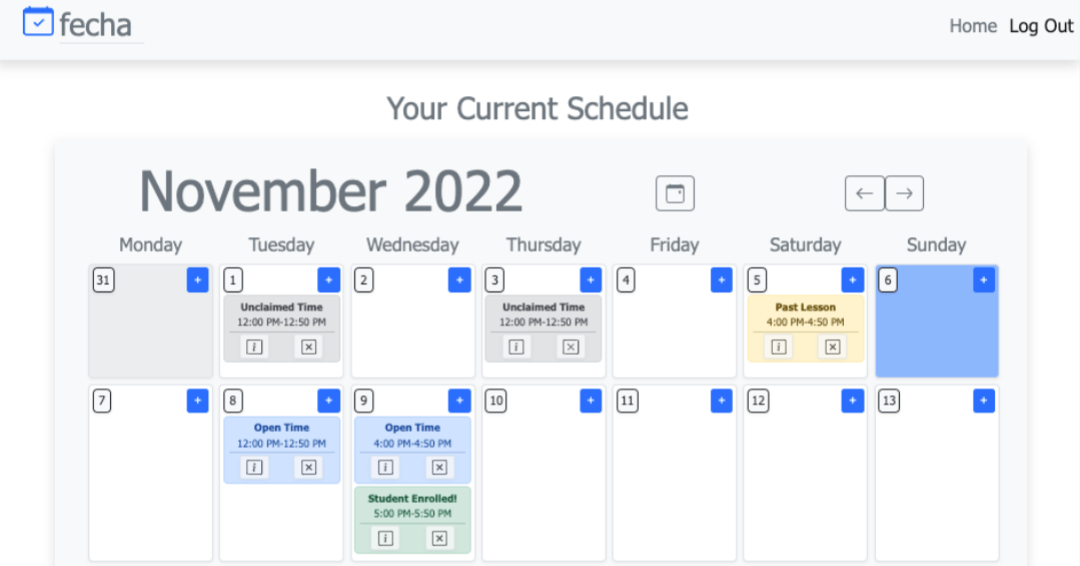 fecha
Home Log Out
Your Current Schedule
November 2022
Monday Tuesday Wednesday Thursday Friday Saturday Sunday
31 + 1 + 2 + 3 + 4 + 5 + 6 +
Unclaimed Time Unclaimed Time Past Lesson
12:00 PM-12:50 PM 12:00 PM-12:50 PM 4:00 PM-4:50 PM
7 + 8 + 9 + 10 + 11 + 12 + 13 +
Open Time Open Time
12:00 PM-12:50 PM 4:00 PM-4:50 PM
Student Enrolled!
5:00 PM-5:50 PM